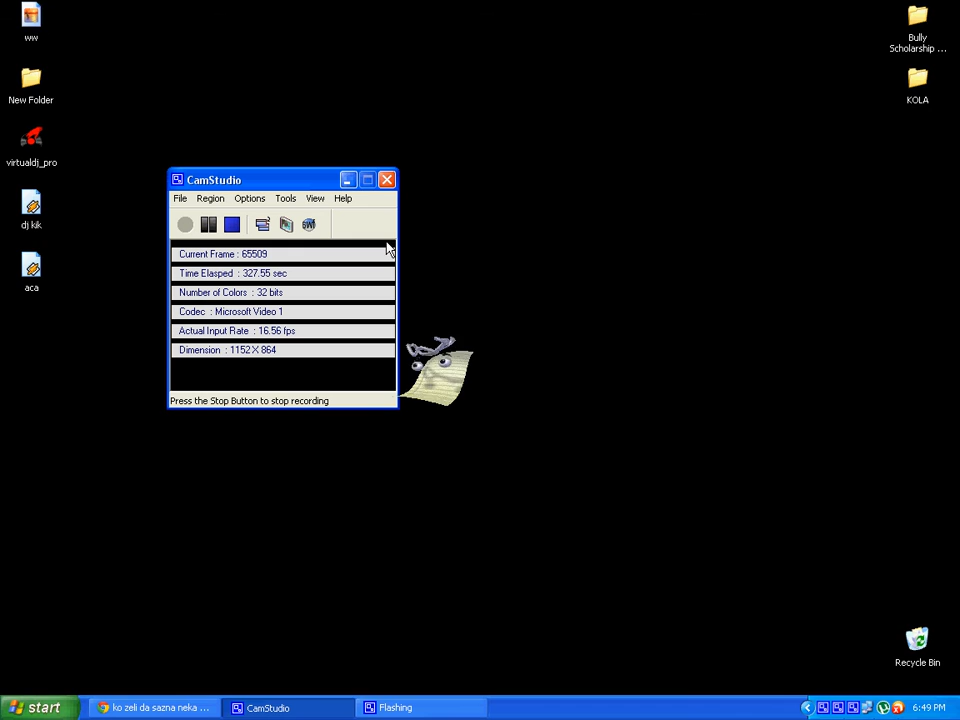 ww
New Folder
virtualdj_pro
dj kik
aca
Bully
Scholarship ...
KOLA
CamStudio
File Region Options Tools View Help
SWF
Current Frame : 65509
Time Elasped : 327.55 sec
Number of Colors : 32 bits
Codec : Microsoft Video 1
Actual Input Rate : 16.56 fps
Dimension : 1152 X 864
Press the Stop Button to stop recording
Recycle Bin
start
ko zeli da sazna neka ...
CamStudio
Flashing
6:49 PM